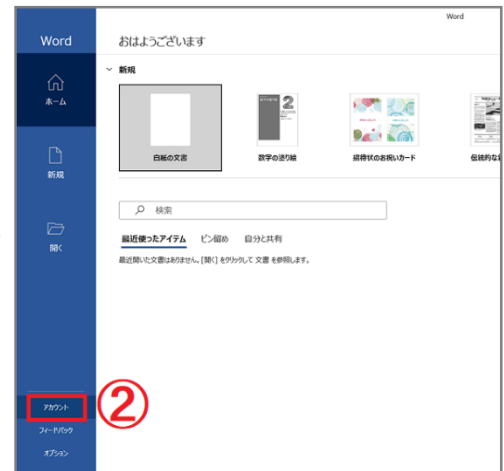 Word
Word
おはようございます
ホーム
新規
開く
新規
白紙の文書
数字の塗り絵
招待状のお祝いカード
検索
最近使ったアイテム ピン留め 自分と共有
最近開いた文書はありません。[開く] をクリックして 文書 を参照します。
アカウント
②
フィードバック
オプション